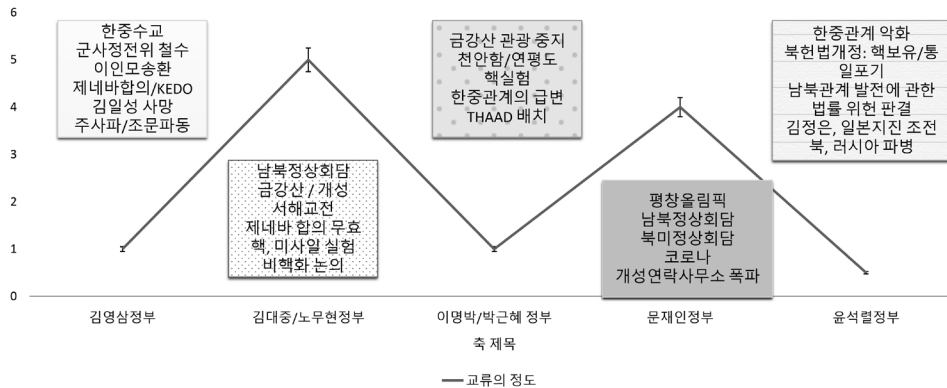 6
5
4
3
2
1
0
한중수교
군사정전위 철수
이인모송환
제네바합의/KEDO
김일성 사망
주사파/조문파동
남북정상회담
금강산 / 개성
서해교전
제네바 합의 무효
핵, 미사일 실험
비핵화 논의
금강산 관광 중지
천안함/연평도
핵실험
한중관계의 급변
THAAD 배치
평창올림픽
남북정상회담
북미정상회담
코로나
개성연락사무소 폭파
한중관계 악화
북헌법개정: 핵보유/통
일포기
남북관계 발전에 관한
법률 위헌 판결
김정은, 일본지진 조전
북, 러시아 파병
김영삼정부
김대중/노무현정부
이명박/박근혜 정부
문재인정부
윤석렬정부
축 제목
교류의 정도